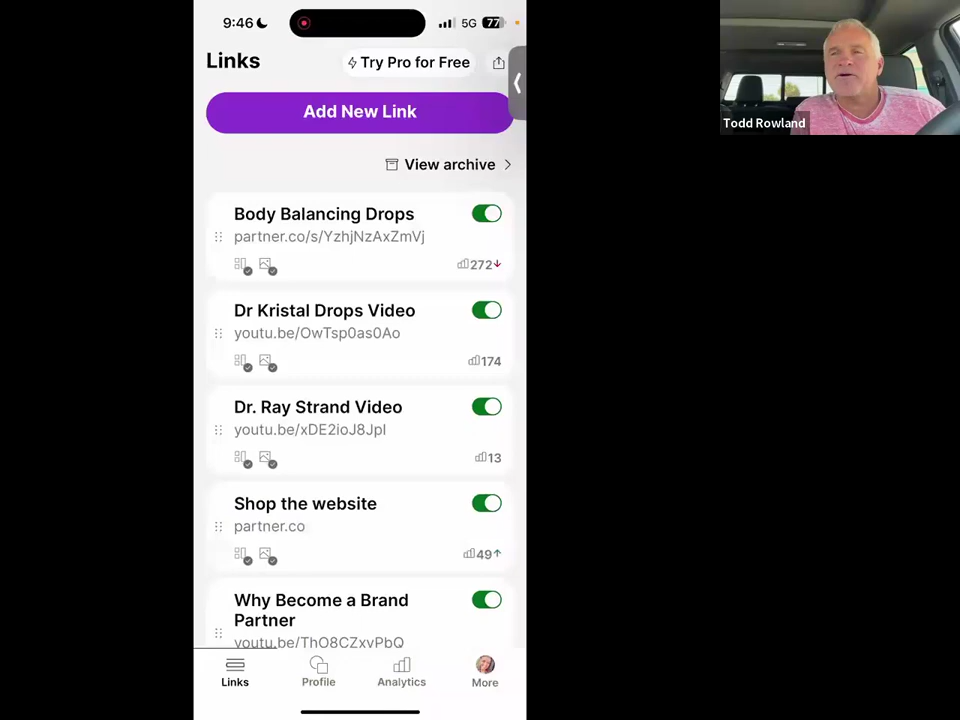 9:46
5G
77
Links
Try Pro for Free
Add New Link
View archive
Body Balancing Drops
partner.co/s/YzhjNzAxZmVj
272
Dr Kristal Drops Video
youtu.be/OwTsp0as0Ao
174
Dr. Ray Strand Video
youtu.be/xDE2ioJ8JpI
13
Shop the website
partner.co
49
Why Become a Brand
Partner
youtu.be/ThO8CZxvPbQ
Links
Profile
Analytics
More
Todd Rowland